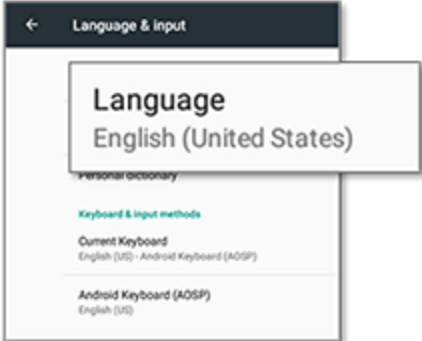 Language & input
Language
English (United States)
Personal dictionary
Keyboard & input methods
Current Keyboard
English (US) - Android Keyboard (AOSP)
Android Keyboard (AOSP)
English (US)